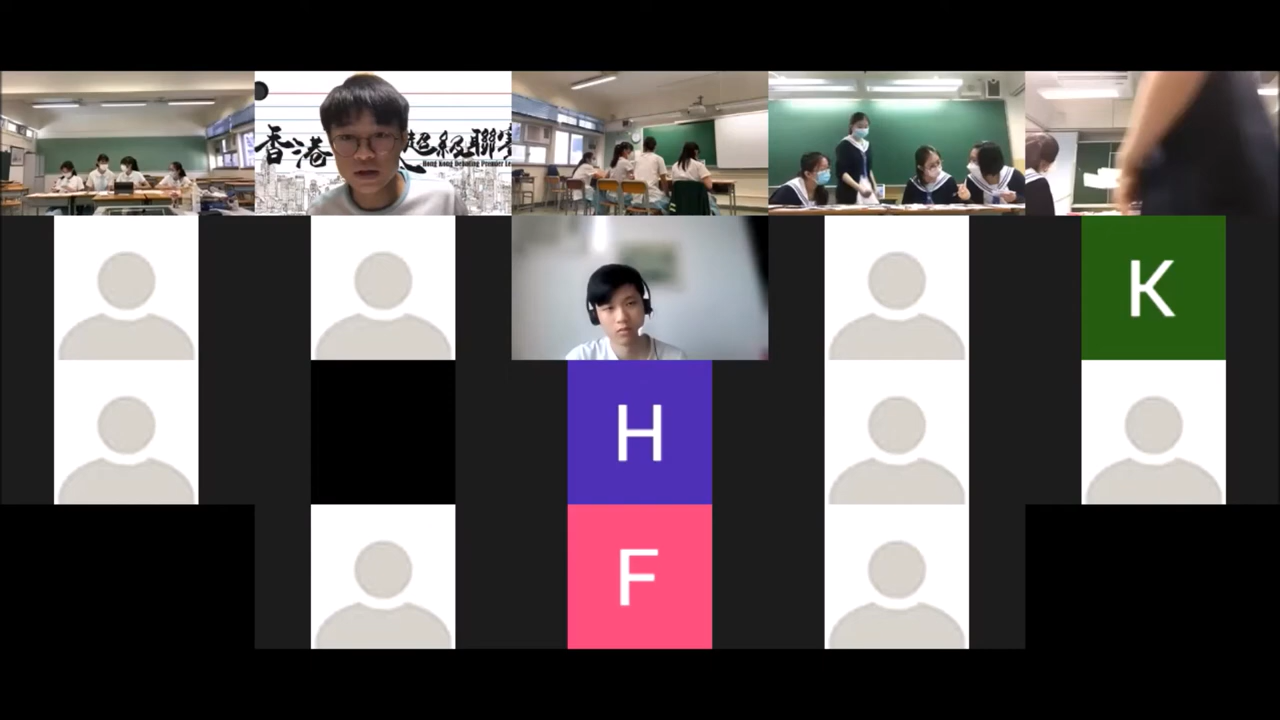 香港 超級聯
Hong Kong Debating Premier Le
K
H
F